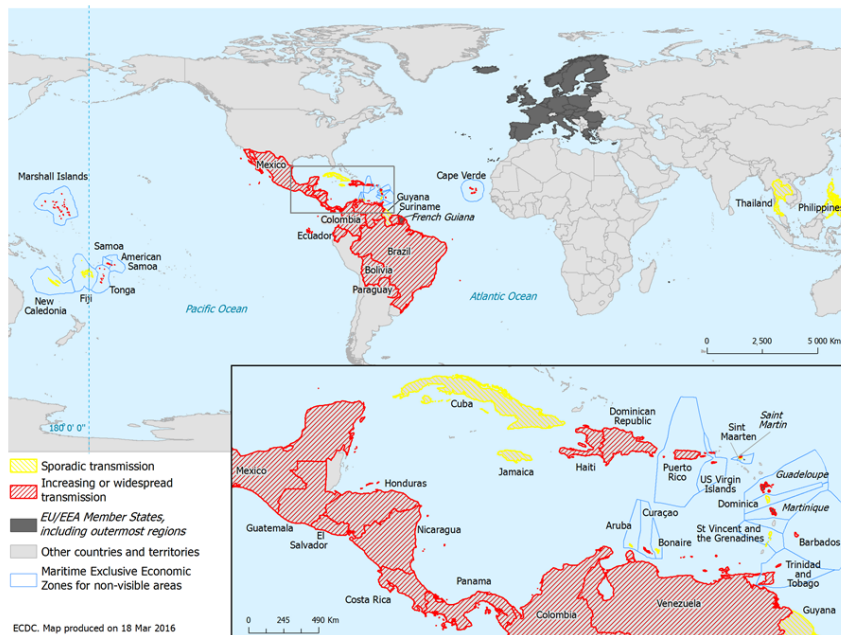 Marshall Islands
Samoa
American
Samoa
New
Caledonia
Fiji
Tonga
Pacific Ocean
180°0' 0"
Mexico
Colombia
Ecuador
Guyana
Suriname
French Guiana
Brazil
Bolivia
Paraguay
Cape Verde
Atlantic Ocean
Thailand
Philippines
0 2 500 5 000 Km
Sporadic transmission
Increasing or widespread
transmission
EU/EEA Member States,
including outermost regions
Other countries and territories
Maritime Exclusive Economic
Zones for non-visible areas
ECDC. Map produced on 18 Mar 2016
Cuba
Jamaica
Haiti
Dominican
Republic
Puerto
Rico
US Virgin
Islands
Sint
Maarten
Saint
Martin
Guadeloupe
Dominica
Martinique
St Vincent and
the Grenadines
Barbados
Trinidad
and
Tobago
Aruba
Curaçao
Bonaire
Mexico
Guatemala
El
Salvador
Honduras
Nicaragua
Costa Rica
Panama
Colombia
Venezuela
Guyana
0 245 490 Km